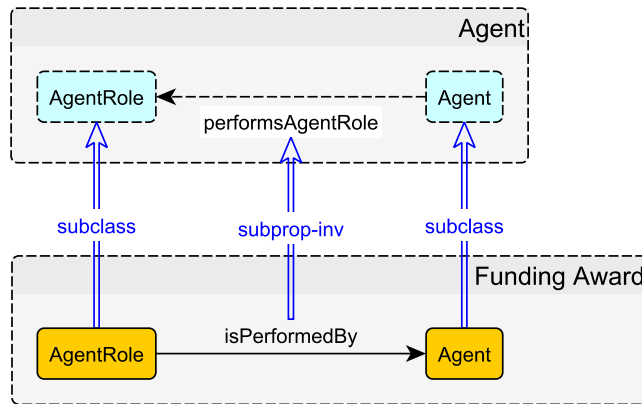 Agent
AgentRole
Agent
performsAgentRole
subclass
subprop-inv
subclass
Funding Award
isPerformedBy
AgentRole
Agent